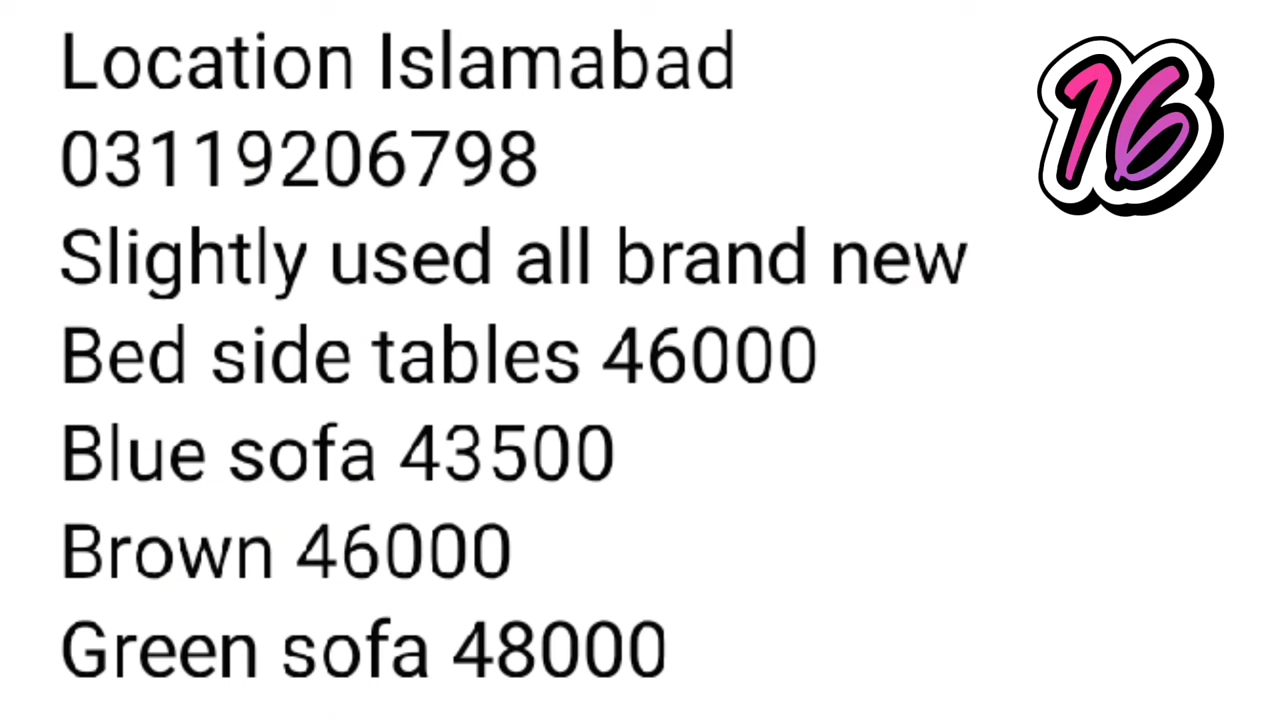 Location Islamabad
16
03119206798
Slightly used all brand new
Bed side tables 46000
Blue sofa 43500
Brown 46000
Green sofa 48000